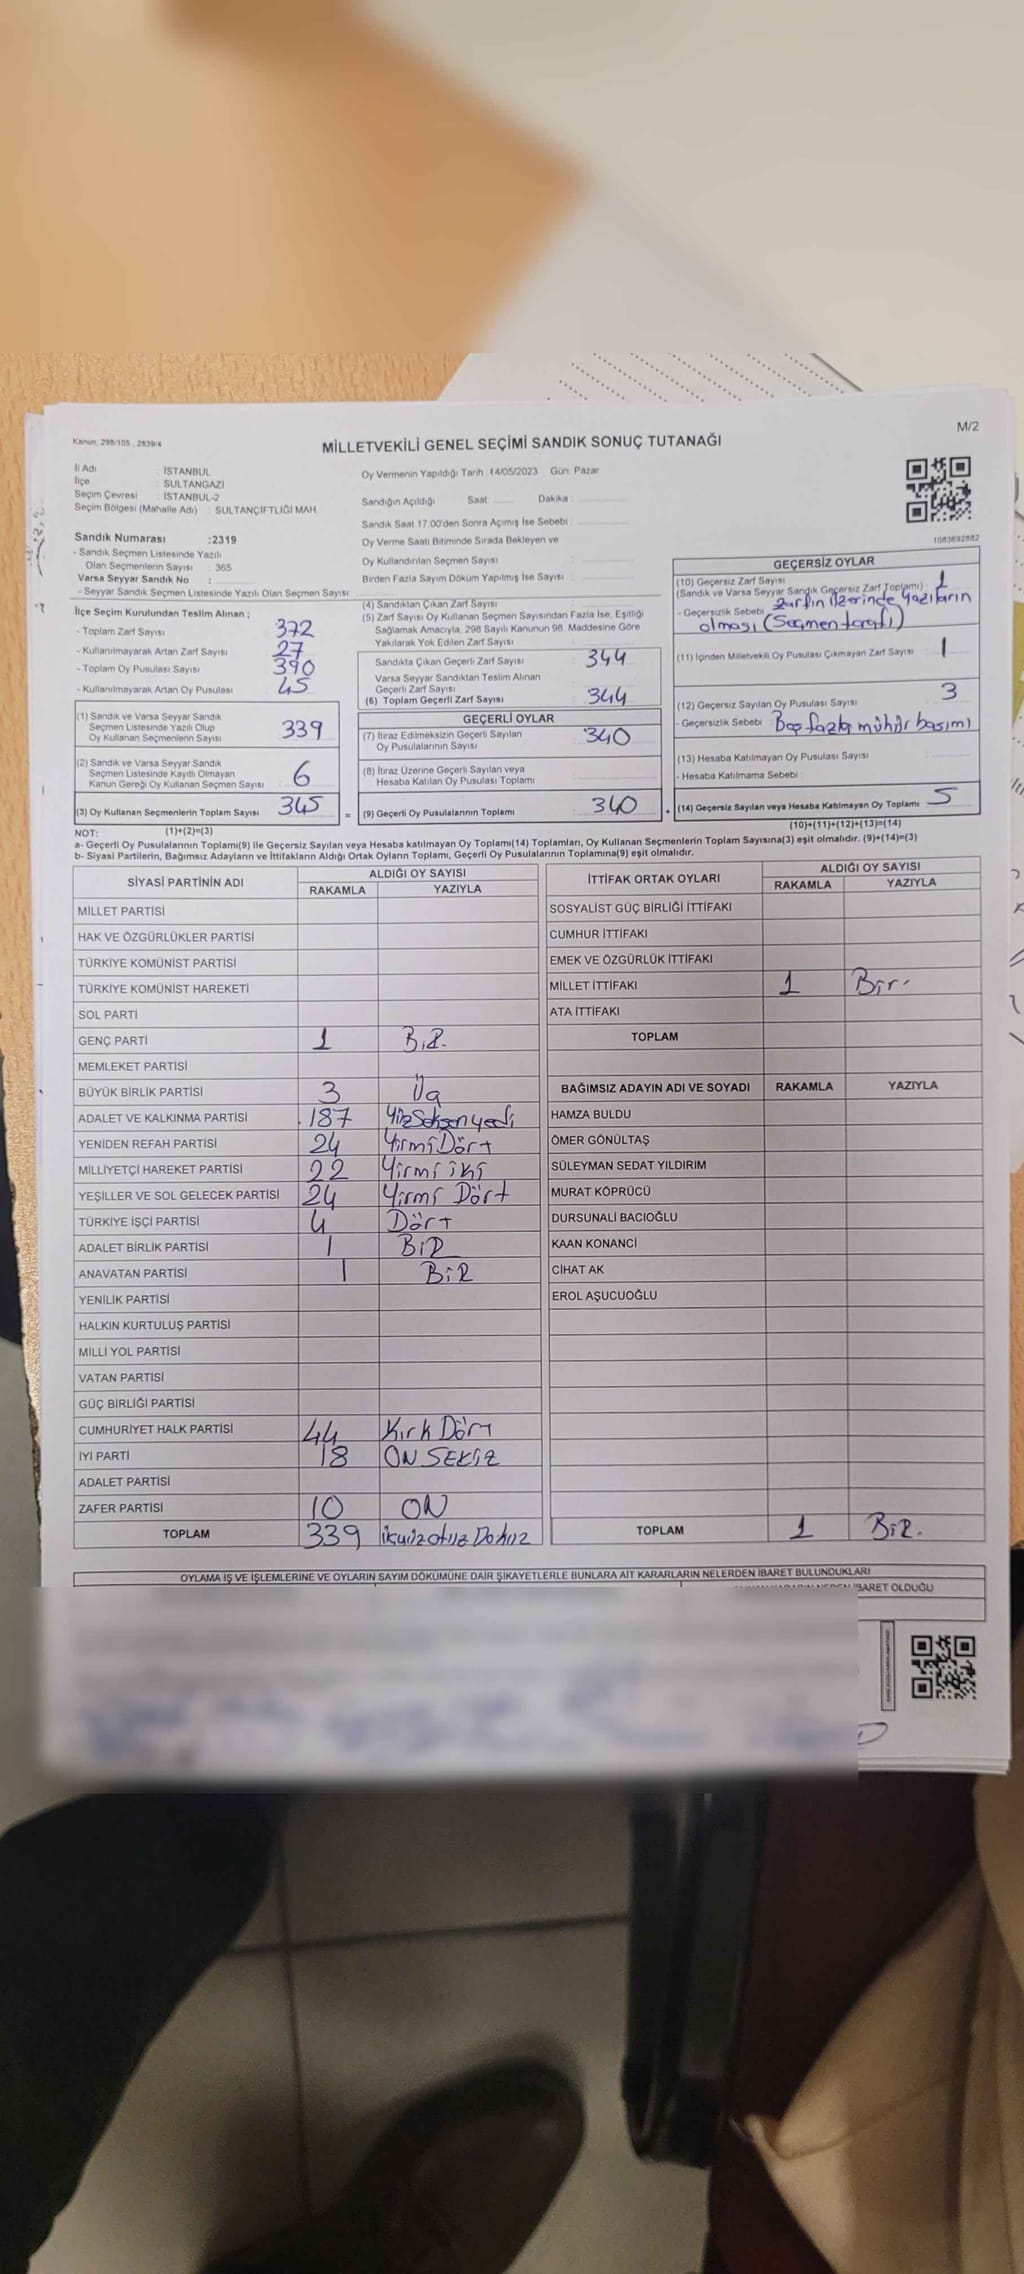 M/2
Kanun, 298/105 , 2839/4
MİLLETVEKİLİ GENEL SEÇİMİ SANDIK SONUÇ TUTANAĞI
İl Adı : İSTANBUL
İlçe : SULTANGAZİ
Seçim Çevresi : İSTANBUL-2
Seçim Bölgesi (Mahalle Adı) : SULTANÇİFTLİĞİ MAH.
Oy Vermenin Yapıldığı Tarih :14/05/2023 Gün: Pazar
Sandığın Açıldığı Saat Dakika :
Sandık Saat 17.00'den Sonra Açımış İse Sebebi :
Oy Verme Saati Bitiminde Sırada Bekleyen ve
Oy Kullandırılan Seçmen Sayısı :
Birden Fazla Sayım Döküm Yapılmış İse Sayısı :
1083692882
Sandık Numarası :2319
- Sandık Seçmen Listesinde Yazılı
Olan Seçmenlerin Sayısı : 365
Varsa Seyyar Sandık No :
- Seyyar Sandık Seçmen Listesinde Yazılı Olan Seçmen Sayısı:
İlçe Seçim Kurulundan Teslim Alınan ;
- Toplam Zarf Sayısı 372
- Kullanılmayarak Artan Zarf Sayısı 27
- Toplam Oy Pusulası Sayısı 390
- Kullanılmayarak Artan Oy Pusulası 45
(1) Sandık ve Varsa Seyyar Sandık
Seçmen Listesinde Yazılı Olup
Oy Kullanan Seçmenlerin Sayısı 339
(2) Sandık ve Varsa Seyyar Sandık
Seçmen Listesinde Kayıtlı Olmayan
Kanun Gereği Oy Kullanan Seçmen Sayısı 6
(3) Oy Kullanan Seçmenlerin Toplam Sayısı 345 =
(4) Sandıktan Çıkan Zarf Sayısı :
(5) Zarf Sayısı Oy Kullanan Seçmen Sayısından Fazla İse, Eşitliği
Sağlamak Amacıyla, 298 Sayılı Kanunun 98. Maddesine Göre
Yakılarak Yok Edilen Zarf Sayısı
Sandıkta Çıkan Geçerli Zarf Sayısı : 344
Varsa Seyyar Sandıktan Teslim Alınan
Geçerli Zarf Sayısı :
(6) Toplam Geçerli Zarf Sayısı : 344
GEÇERLİ OYLAR
(7) İtiraz Edilmeksizin Geçerli Sayılan
Oy Pusulalarının Sayısı : 340
(8) İtiraz Üzerine Geçerli Sayılan veya
Hesaba Katılan Oy Pusulası Toplamı :
(9) Geçerli Oy Pusulalarının Toplamı : 340 +
GEÇERSİZ OYLAR
(10) Geçersiz Zarf Sayısı
(Sandık ve Varsa Seyyar Sandık Geçersiz Zarf Toplamı) : 1
- Geçersizlik Sebebi zarfın üzerinde yazıların
olması (Seçmen tarafı)
(11) İçinden Milletvekili Oy Pusulası Çıkmayan Zarf Sayısı : 1
(12) Geçersiz Sayılan Oy Pusulası Sayısı : 3
- Geçersizlik Sebebi fazla mühür basımı
(13) Hesaba Katılmayan Oy Pusulası Sayısı :
- Hesaba Katılmama Sebebi :
(14) Geçersiz Sayılan veya Hesaba Katılmayan Oy Toplamı : 5
NOT: (1)+(2)=(3) (10)+(11)+(12)+(13)=(14)
a- Geçerli Oy Pusulalarının Toplamı(9) ile Geçersiz Sayılan veya Hesaba katılmayan Oy Toplamı(14) Toplamları, Oy Kullanan Seçmenlerin Toplam Sayısına(3) eşit olmalıdır. (9)+(14)=(3)
b- Siyasi Partilerin, Bağımsız Adayların ve İttifakların Aldığı Ortak Oyların Toplamı, Geçerli Oy Pusulalarının Toplamına(9) eşit olmalıdır.
SİYASİ PARTİNİN ADI ALDIĞI OY SAYISI
RAKAMLA YAZIYLA
MİLLET PARTİSİ
HAK VE ÖZGÜRLÜKLER PARTİSİ
TÜRKİYE KOMÜNİST PARTİSİ
TÜRKİYE KOMÜNİST HAREKETİ
SOL PARTİ
GENÇ PARTİ 1 BİR.
MEMLEKET PARTİSİ
BÜYÜK BİRLİK PARTİSİ 3 Üç
ADALET VE KALKINMA PARTİSİ 187 Yüzseksenyedi
YENİDEN REFAH PARTİSİ 24 Yirmi Dört
MİLLİYETÇİ HAREKET PARTİSİ 22 Yirmi iki
YEŞİLLER VE SOL GELECEK PARTİSİ 24 Yirmi Dört
TÜRKİYE İŞÇİ PARTİSİ 4 Dört
ADALET BİRLİK PARTİSİ 1 BİR
ANAVATAN PARTİSİ 1 BİR
YENİLİK PARTİSİ
HALKIN KURTULUŞ PARTİSİ
MİLLİ YOL PARTİSİ
VATAN PARTİSİ
GÜÇ BİRLİĞİ PARTİSİ
CUMHURİYET HALK PARTİSİ 44 Kırk Dört
İYİ PARTİ 18 ON SEKİZ
ADALET PARTİSİ
ZAFER PARTİSİ 10 ON
TOPLAM 339
İTTİFAK ORTAK OYLARI ALDIĞI OY SAYISI
RAKAMLA YAZIYLA
SOSYALİST GÜÇ BİRLİĞİ İTTİFAKI
CUMHUR İTTİFAKI
EMEK VE ÖZGÜRLÜK İTTİFAKI
MİLLET İTTİFAKI 1 Bir.
ATA İTTİFAKI
TOPLAM
BAĞIMSIZ ADAYIN ADI VE SOYADI RAKAMLA YAZIYLA
HAMZA BULDU
ÖMER GÖNÜLTAŞ
SÜLEYMAN SEDAT YILDIRIM
MURAT KÖPRÜCÜ
DURSUNALİ BACIOĞLU
KAAN KONANCİ
CİHAT AK
EROL AŞUCUOĞLU
TOPLAM 1 BİR.
OYLAMA İŞ VE İŞLEMLERİNE VE OYLARIN SAYIM DÖKÜMÜNE DAİR ŞİKAYETLERLE BUNLARA AİT KARARLARIN NELERDEN İBARET BULUNDUKLARI
İBARET OLDUĞU